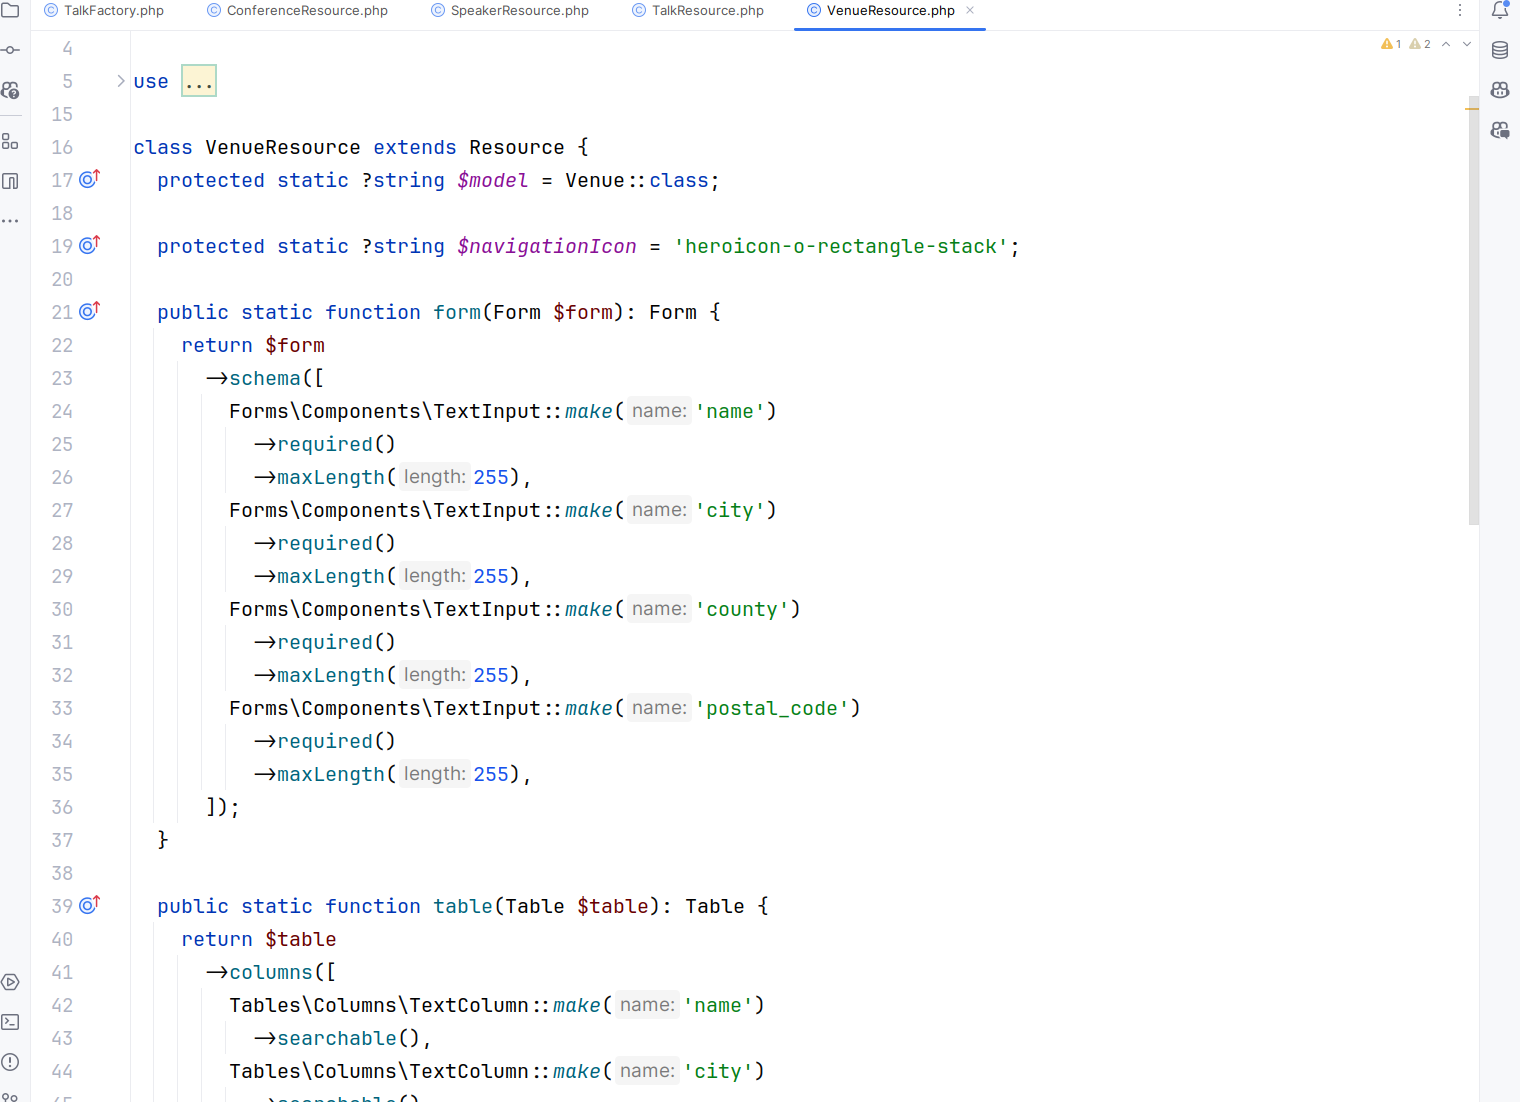 TalkFactory.php ConferenceResource.php SpeakerResource.php TalkResource.php VenueResource.php
1 2
4
5 use ...
15
16 class VenueResource extends Resource {
17 protected static ?string $model = Venue::class;
18
19 protected static ?string $navigationIcon = 'heroicon-o-rectangle-stack';
20
21 public static function form(Form $form): Form {
22 return $form
23 ->schema([
24 Forms\Components\TextInput::make( name: 'name')
25 ->required()
26 ->maxLength( length: 255),
27 Forms\Components\TextInput::make( name: 'city')
28 ->required()
29 ->maxLength( length: 255),
30 Forms\Components\TextInput::make( name: 'county')
31 ->required()
32 ->maxLength( length: 255),
33 Forms\Components\TextInput::make( name: 'postal_code')
34 ->required()
35 ->maxLength( length: 255),
36 ]);
37 }
38
39 public static function table(Table $table): Table {
40 return $table
41 ->columns([
42 Tables\Columns\TextColumn::make( name: 'name')
43 ->searchable(),
44 Tables\Columns\TextColumn::make( name: 'city')
45 ->searchable()